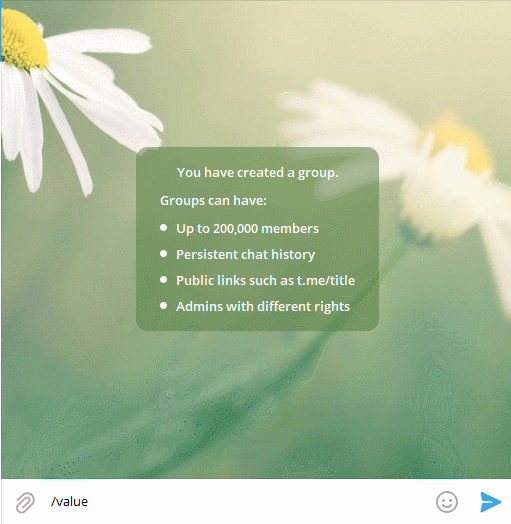 You have created a group.
Groups can have:
Up to 200,000 members
Persistent chat history
Public links such as t.me/title
Admins with different rights
/value